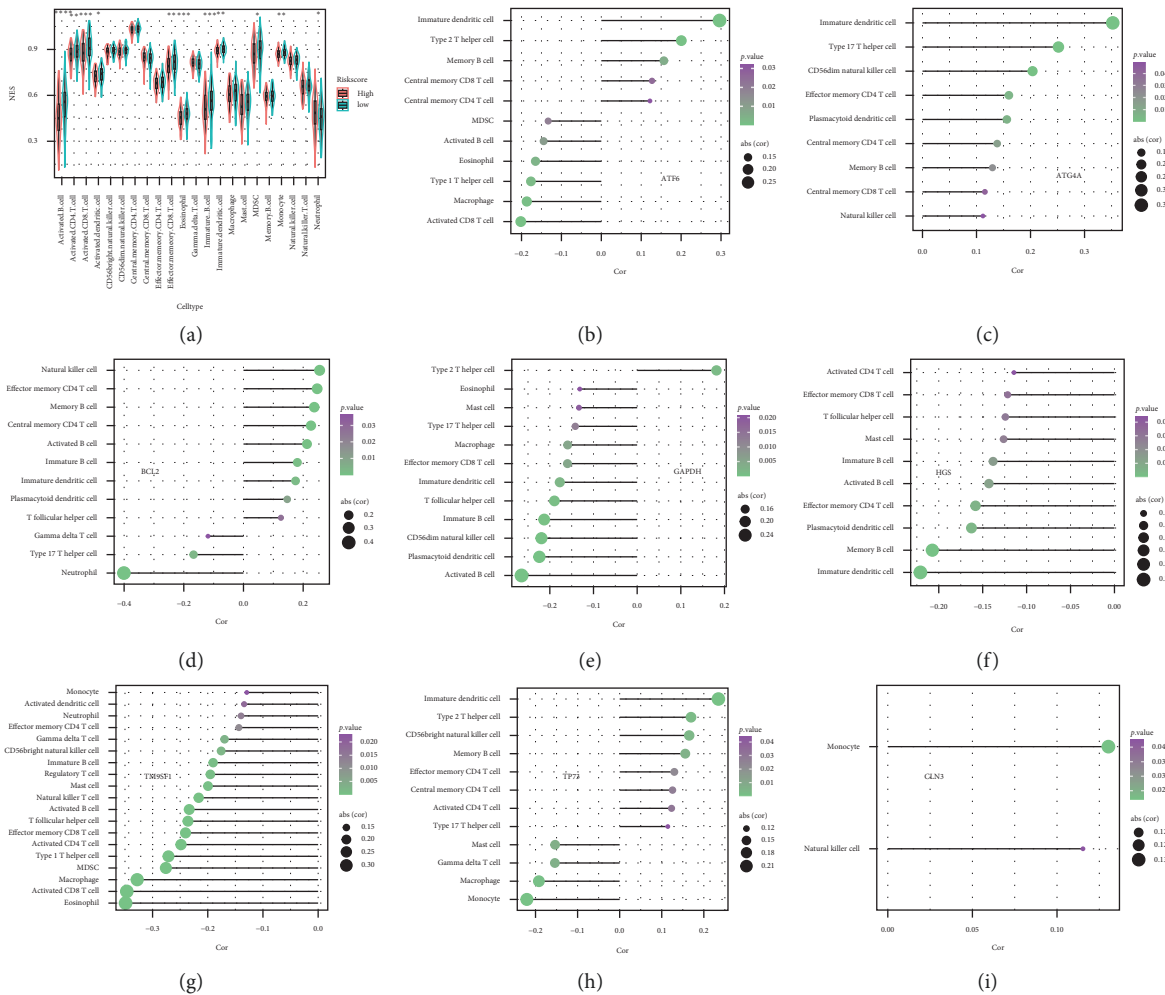 NES
0.9
0.6
0.3
Riskscore
High
low
Activated.B.cell
Activated.CD4.T.cell
Activated.CD8.T.cell
Activated.dendritic.cell
CD56bright.natural.killer.cell
CD56dim.natural.killer.cell
Central.memory.CD4.T.cell
Central.memory.CD8.T.cell
Effector.memeory.CD4.T.cell
Effector.memeory.CD8.T.cell
Eosinophil
Gamma.delta.T.cell
Immature..B.cell
Immature.dendritic.cell
Macrophage
Mast.cell
MDSC
Memory.B.cell
Monocyte
Natural.killer.cell
Natural.killer.T.cell
Neutrophil
Celltype
(a)
Immature dendritic cell
Type 2 T helper cell
Memory B cell
Central memory CD8 T cell
Central memory CD4 T cell
MDSC
Activated B cell
Eosinophil
Type 1 T helper cell
Macrophage
Activated CD8 T cell
ATF6
−0.2 −0.1 0.0 0.1 0.2 0.3
Cor
p.value
0.03
0.02
0.01
abs (cor)
0.15
0.20
0.25
(b)
Immature dendritic cell
Type 17 T helper cell
CD56dim natural killer cell
Effector memory CD4 T cell
Plasmacytoid dendritic cell
Central memory CD4 T cell
Memory B cell
Central memory CD8 T cell
Natural killer cell
ATG4A
0.0 0.1 0.2 0.3
Cor
p.value
abs (cor)
(c)
Natural killer cell
Effector memory CD4 T cell
Memory B cell
Central memory CD4 T cell
Activated B cell
Immature B cell
Immature dendritic cell
Plasmacytoid dendritic cell
T follicular helper cell
Gamma delta T cell
Type 17 T helper cell
Neutrophil
BCL2
−0.4 −0.2 0.0 0.2
Cor
p.value
0.03
0.02
0.01
abs (cor)
0.2
0.3
0.4
(d)
Type 2 T helper cell
Eosinophil
Mast cell
Type 17 T helper cell
Macrophage
Effector memory CD8 T cell
Immature dendritic cell
T follicular helper cell
Immature B cell
CD56dim natural killer cell
Plasmacytoid dendritic cell
Activated B cell
GAPDH
−0.3 −0.2 −0.1 0.0 0.1 0.2
Cor
p.value
0.020
0.015
0.010
0.005
abs (cor)
0.16
0.20
0.24
(e)
Activated CD4 T cell
Effector memory CD8 T cell
T follicular helper cell
Mast cell
Immature B cell
Activated B cell
Effector memory CD4 T cell
Plasmacytoid dendritic cell
Memory B cell
Immature dendritic cell
HGS
−0.20 −0.15 −0.10 −0.05 0.00
Cor
p.value
abs (cor)
(f)
Monocyte
Activated dendritic cell
Neutrophil
Effector memory CD4 T cell
Gamma delta T cell
CD56bright natural killer cell
Immature B cell
Regulatory T cell
Mast cell
Natural killer T cell
Activated B cell
T follicular helper cell
Effector memory CD8 T cell
Activated CD4 T cell
Type 1 T helper cell
MDSC
Macrophage
Activated CD8 T cell
Eosinophil
TM9SF1
−0.3 −0.2 −0.1 0.0
Cor
p.value
0.020
0.015
0.010
0.005
abs (cor)
0.15
0.20
0.25
0.30
(g)
Immature dendritic cell
Type 2 T helper cell
CD56bright natural killer cell
Memory B cell
Effector memory CD4 T cell
Central memory CD4 T cell
Activated CD4 T cell
Type 17 T helper cell
Mast cell
Gamma delta T cell
Macrophage
Monocyte
TP73
−0.2 −0.1 0.0 0.1 0.2
Cor
p.value
0.04
0.03
0.02
0.01
abs (cor)
0.12
0.15
0.18
0.21
(h)
Monocyte
Natural killer cell
CLN3
0.00 0.05 0.10
Cor
p.value
abs (cor)
(i)